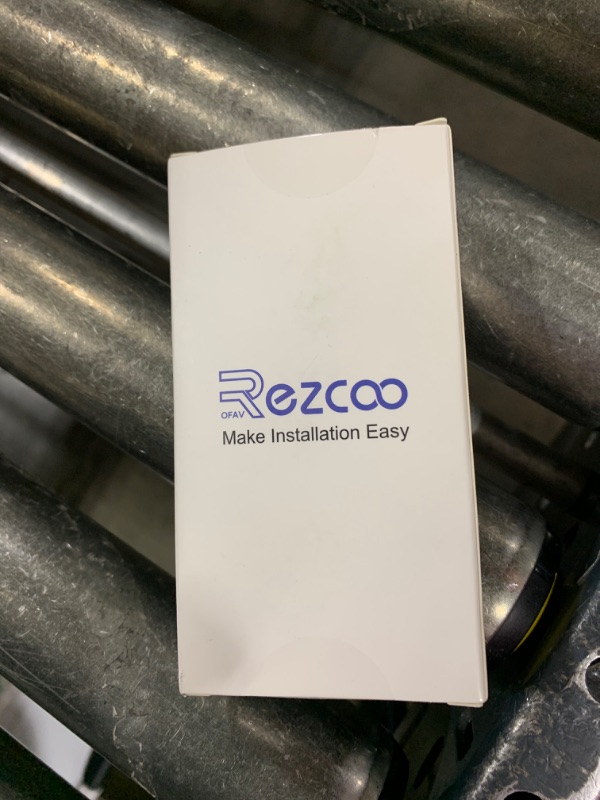 Rezcoo
OFAV
Make Installation Easy